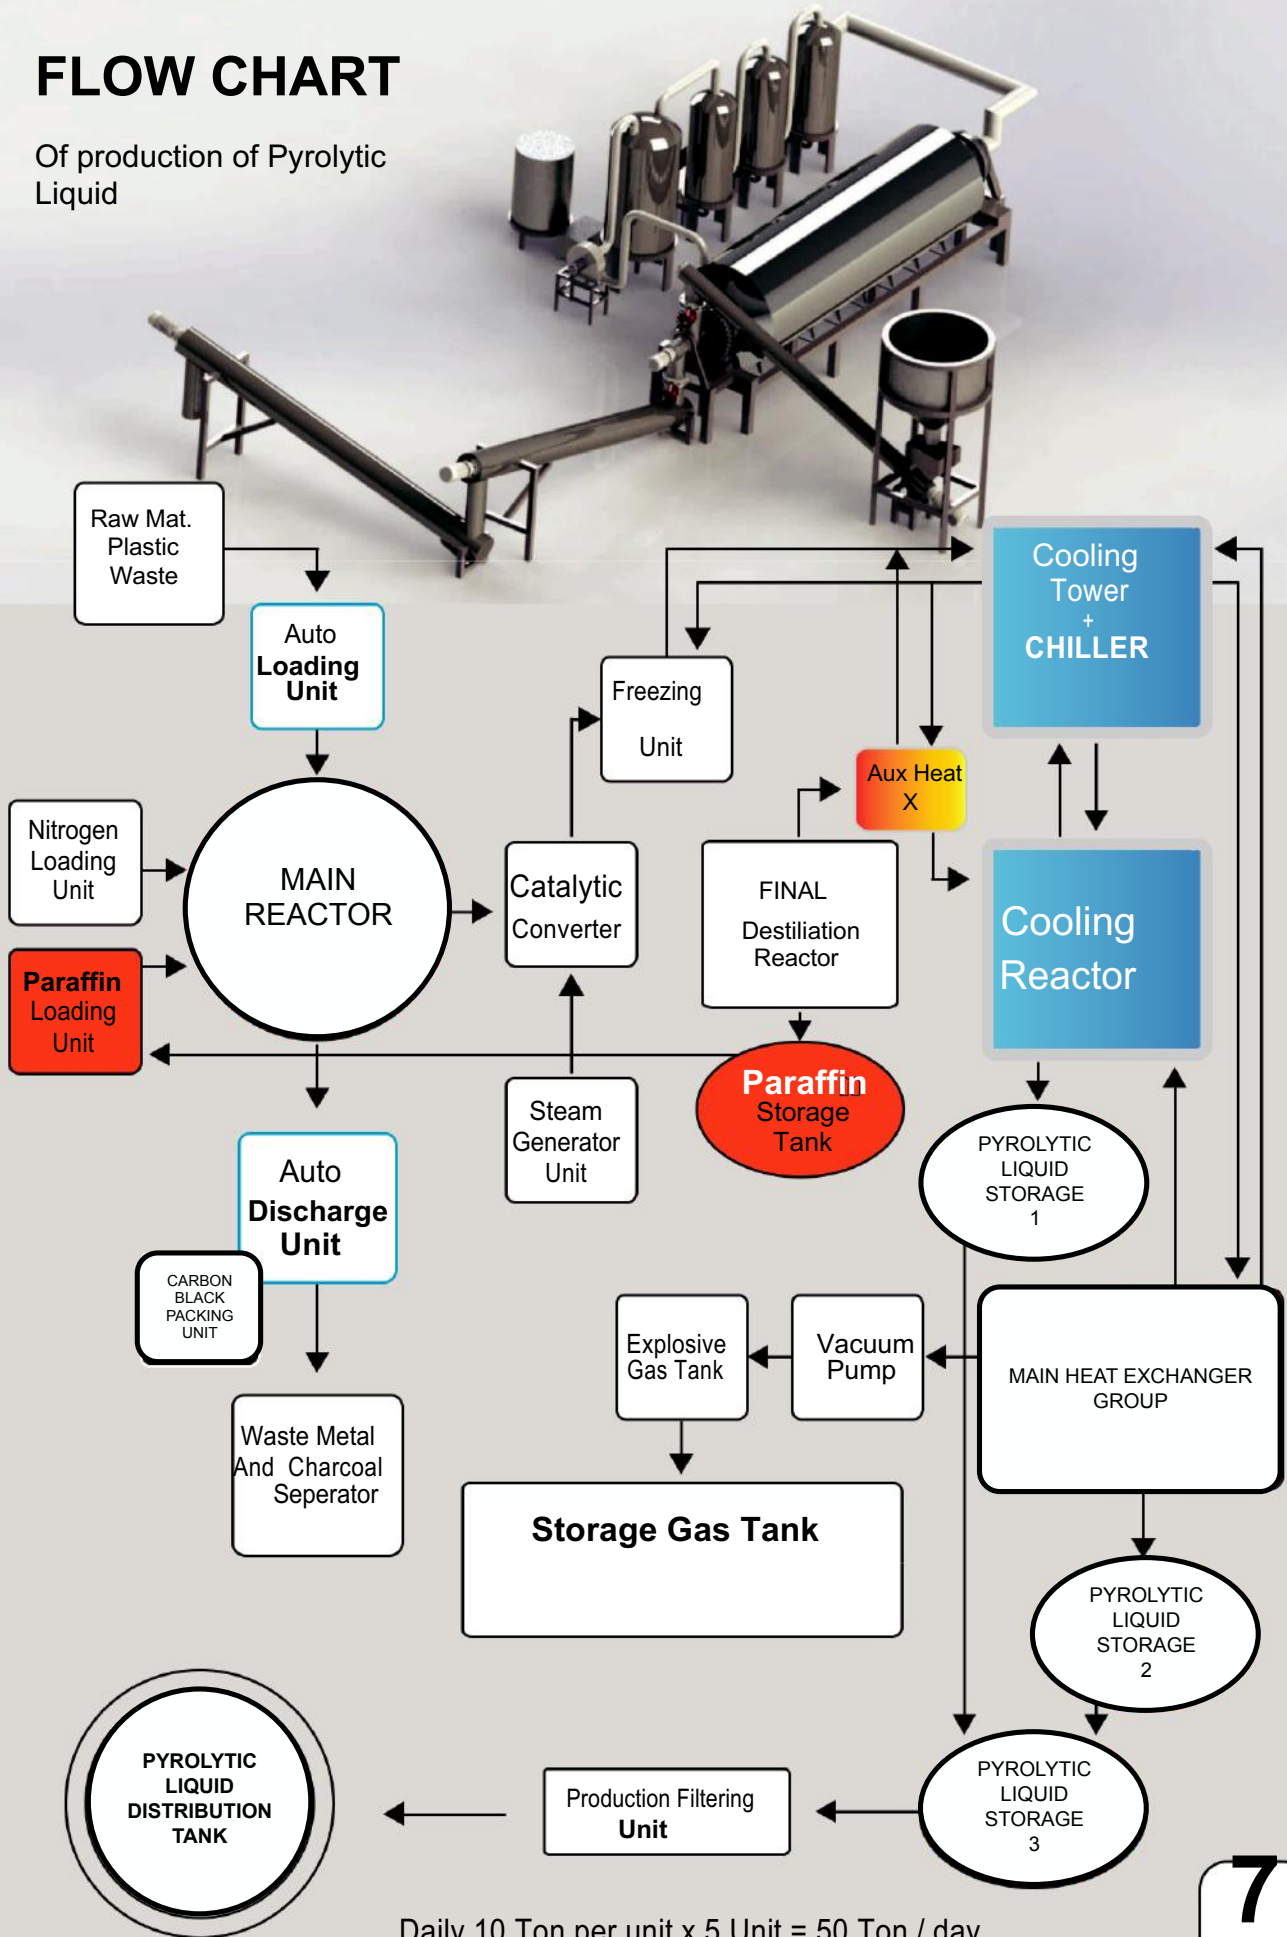 FLOW CHART
Of production of Pyrolytic
Liquid
Raw Mat.
Plastic
Waste
Auto
Loading
Unit
Cooling
Tower
+
CHILLER
Freezing
Unit
Aux Heat
X
Nitrogen
Loading
Unit
MAIN
REACTOR
Catalytic
Converter
FINAL
Destiliation
Reactor
Cooling
Reactor
Paraffin
Loading
Unit
Paraffin
Storage
Tank
Steam
Generator
Unit
PYROLYTIC
LIQUID
STORAGE
1
Auto
Discharge
Unit
CARBON
BLACK
PACKING
UNIT
Explosive
Gas Tank
Vacuum
Pump
MAIN HEAT EXCHANGER
GROUP
Waste Metal
And Charcoal
Seperator
Storage Gas Tank
PYROLYTIC
LIQUID
STORAGE
2
PYROLYTIC
LIQUID
DISTRIBUTION
TANK
Production Filtering
Unit
PYROLYTIC
LIQUID
STORAGE
3
7
Daily 10 Ton per unit x 5 Unit = 50 Ton / day